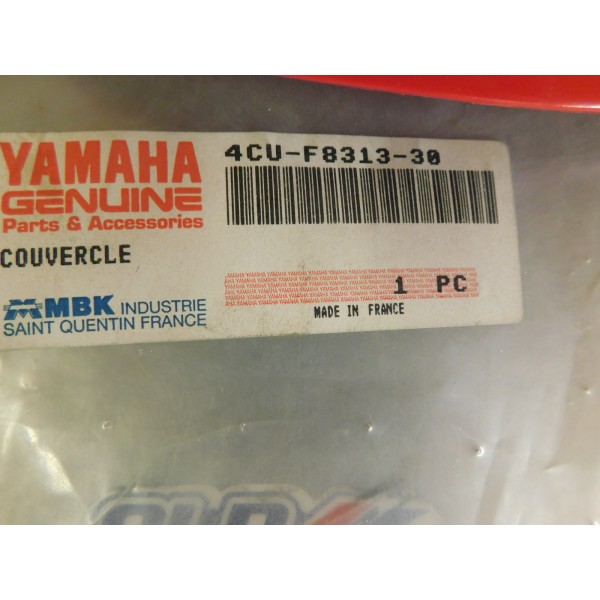 YAMAHA
GENUINE
Parts & Accessories
4CU-F8313-30
COUVERCLE
1 PC
MBK INDUSTRIE
SAINT QUENTIN FRANCE
MADE IN FRANCE